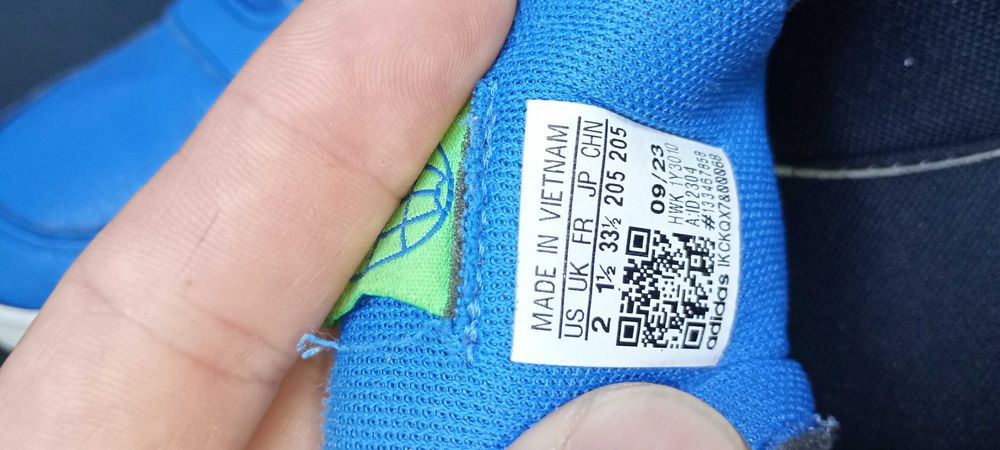 MADE IN VIETNAM
US UK FR JP CHN
2 1½ 33½ 205 205
09/23
HWK 1Y3010
A:ID2304
#133467858
adidas IKCKQX7&00068